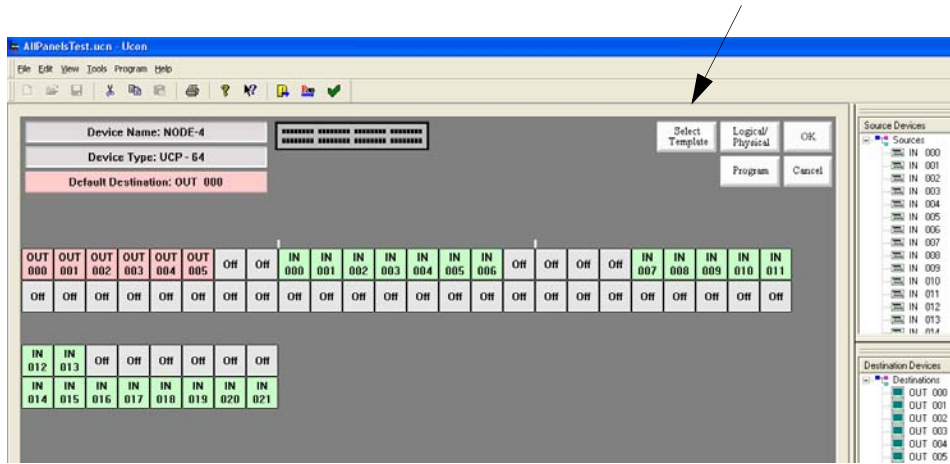 AllPanelsTest.ucn - Ucon
File Edit View Tools Program Help
Device Name: NODE-4
Device Type: UCP - 64
Default Destination: OUT 000
Select Template
Logical/ Physical
OK
Program
Cancel
OUT 000 OUT 001 OUT 002 OUT 003 OUT 004 OUT 005 Off Off IN 000 IN 001 IN 002 IN 003 IN 004 IN 005 IN 006 Off Off Off Off IN 007 IN 008 IN 009 IN 010 IN 011
Off Off Off Off Off Off Off Off Off Off Off Off Off Off Off Off Off Off Off Off Off Off Off Off
IN 012 IN 013 Off Off Off Off Off Off
IN 014 IN 015 IN 016 IN 017 IN 018 IN 019 IN 020 IN 021
Source Devices
Sources
IN 000
IN 001
IN 002
IN 003
IN 004
IN 005
IN 006
IN 007
IN 008
IN 009
IN 010
IN 011
IN 012
IN 013
IN 014
Destination Devices
Destinations
OUT 000
OUT 001
OUT 002
OUT 003
OUT 004
OUT 005